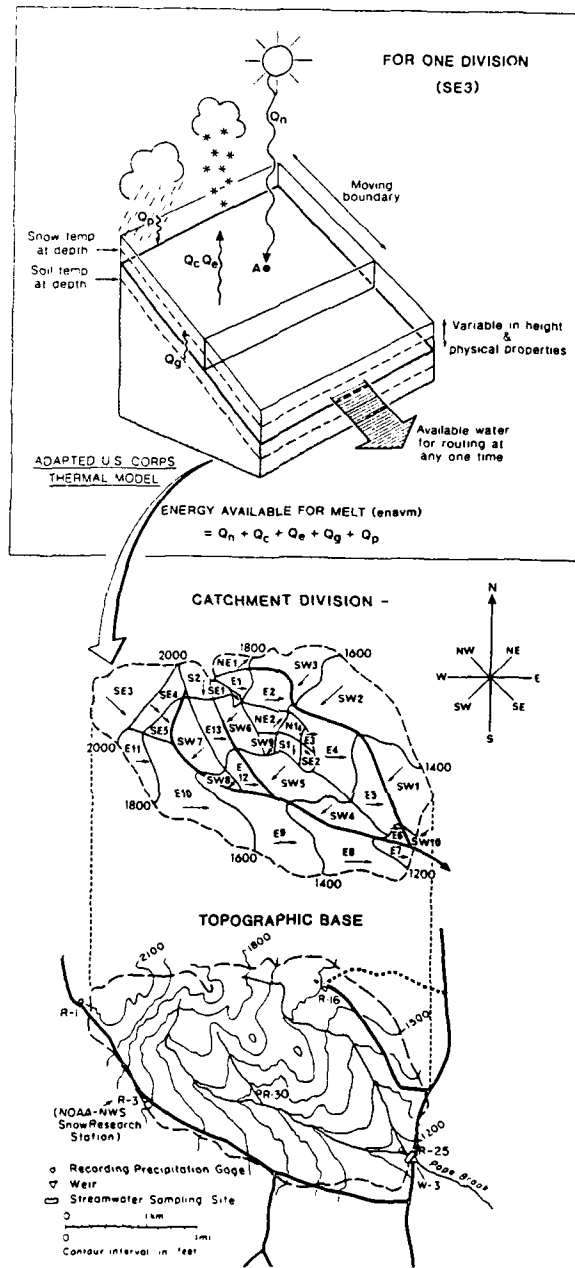 FOR ONE DIVISION
(SE3)
Qn
Moving
boundary
Qp
Snow temp
at depth
Soil temp
at depth
Qc Qe
A
Qg
Variable in height
&
physical properties
Available water
for routing at
any one time
ADAPTED U.S. CORPS
THERMAL MODEL
ENERGY AVAILABLE FOR MELT (enavm)
= Qn + Qc + Qe + Qg + Qp
CATCHMENT DIVISION -
N
NW NE
W E
SW SE
S
2000 1800 1600
NE1 SW3
S2 E1
SE3 SE4 SE1 E2 SW2
SE5 E13 SW6 NE2 N1
2000 E11 SW7 SW9 S1 E3 E4 1400
SE2
E10 SW8 E12 SW5 E3 SW1
1800 SW4
E6 SW10
E9 E8 E7
1600 1400 1200
TOPOGRAPHIC BASE
2100 1800
R-1 R-16
1500
PR-30
R-3
(NOAA-NWS
Snow Research
Station)
1200
R-25
Pope Brook
W-3
Recording Precipitation Gage
Weir
Streamwater Sampling Site
0 1km
0 1mi
Contour interval in feet